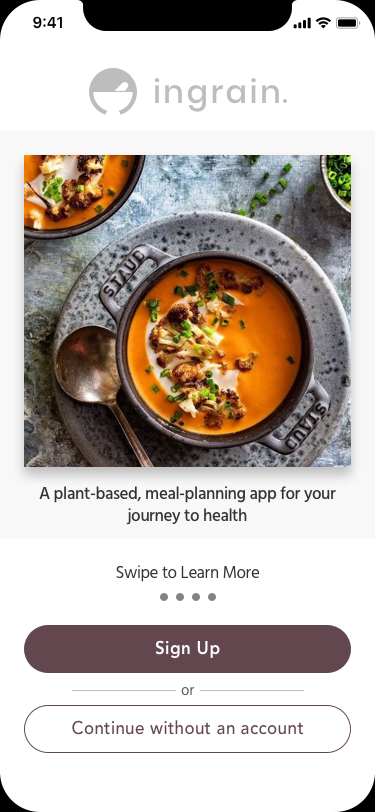 9:41
ingrain.
STAUB
STAUB
A plant-based, meal-planning app for your
journey to health
Swipe to Learn More
Sign Up
or
Continue without an account